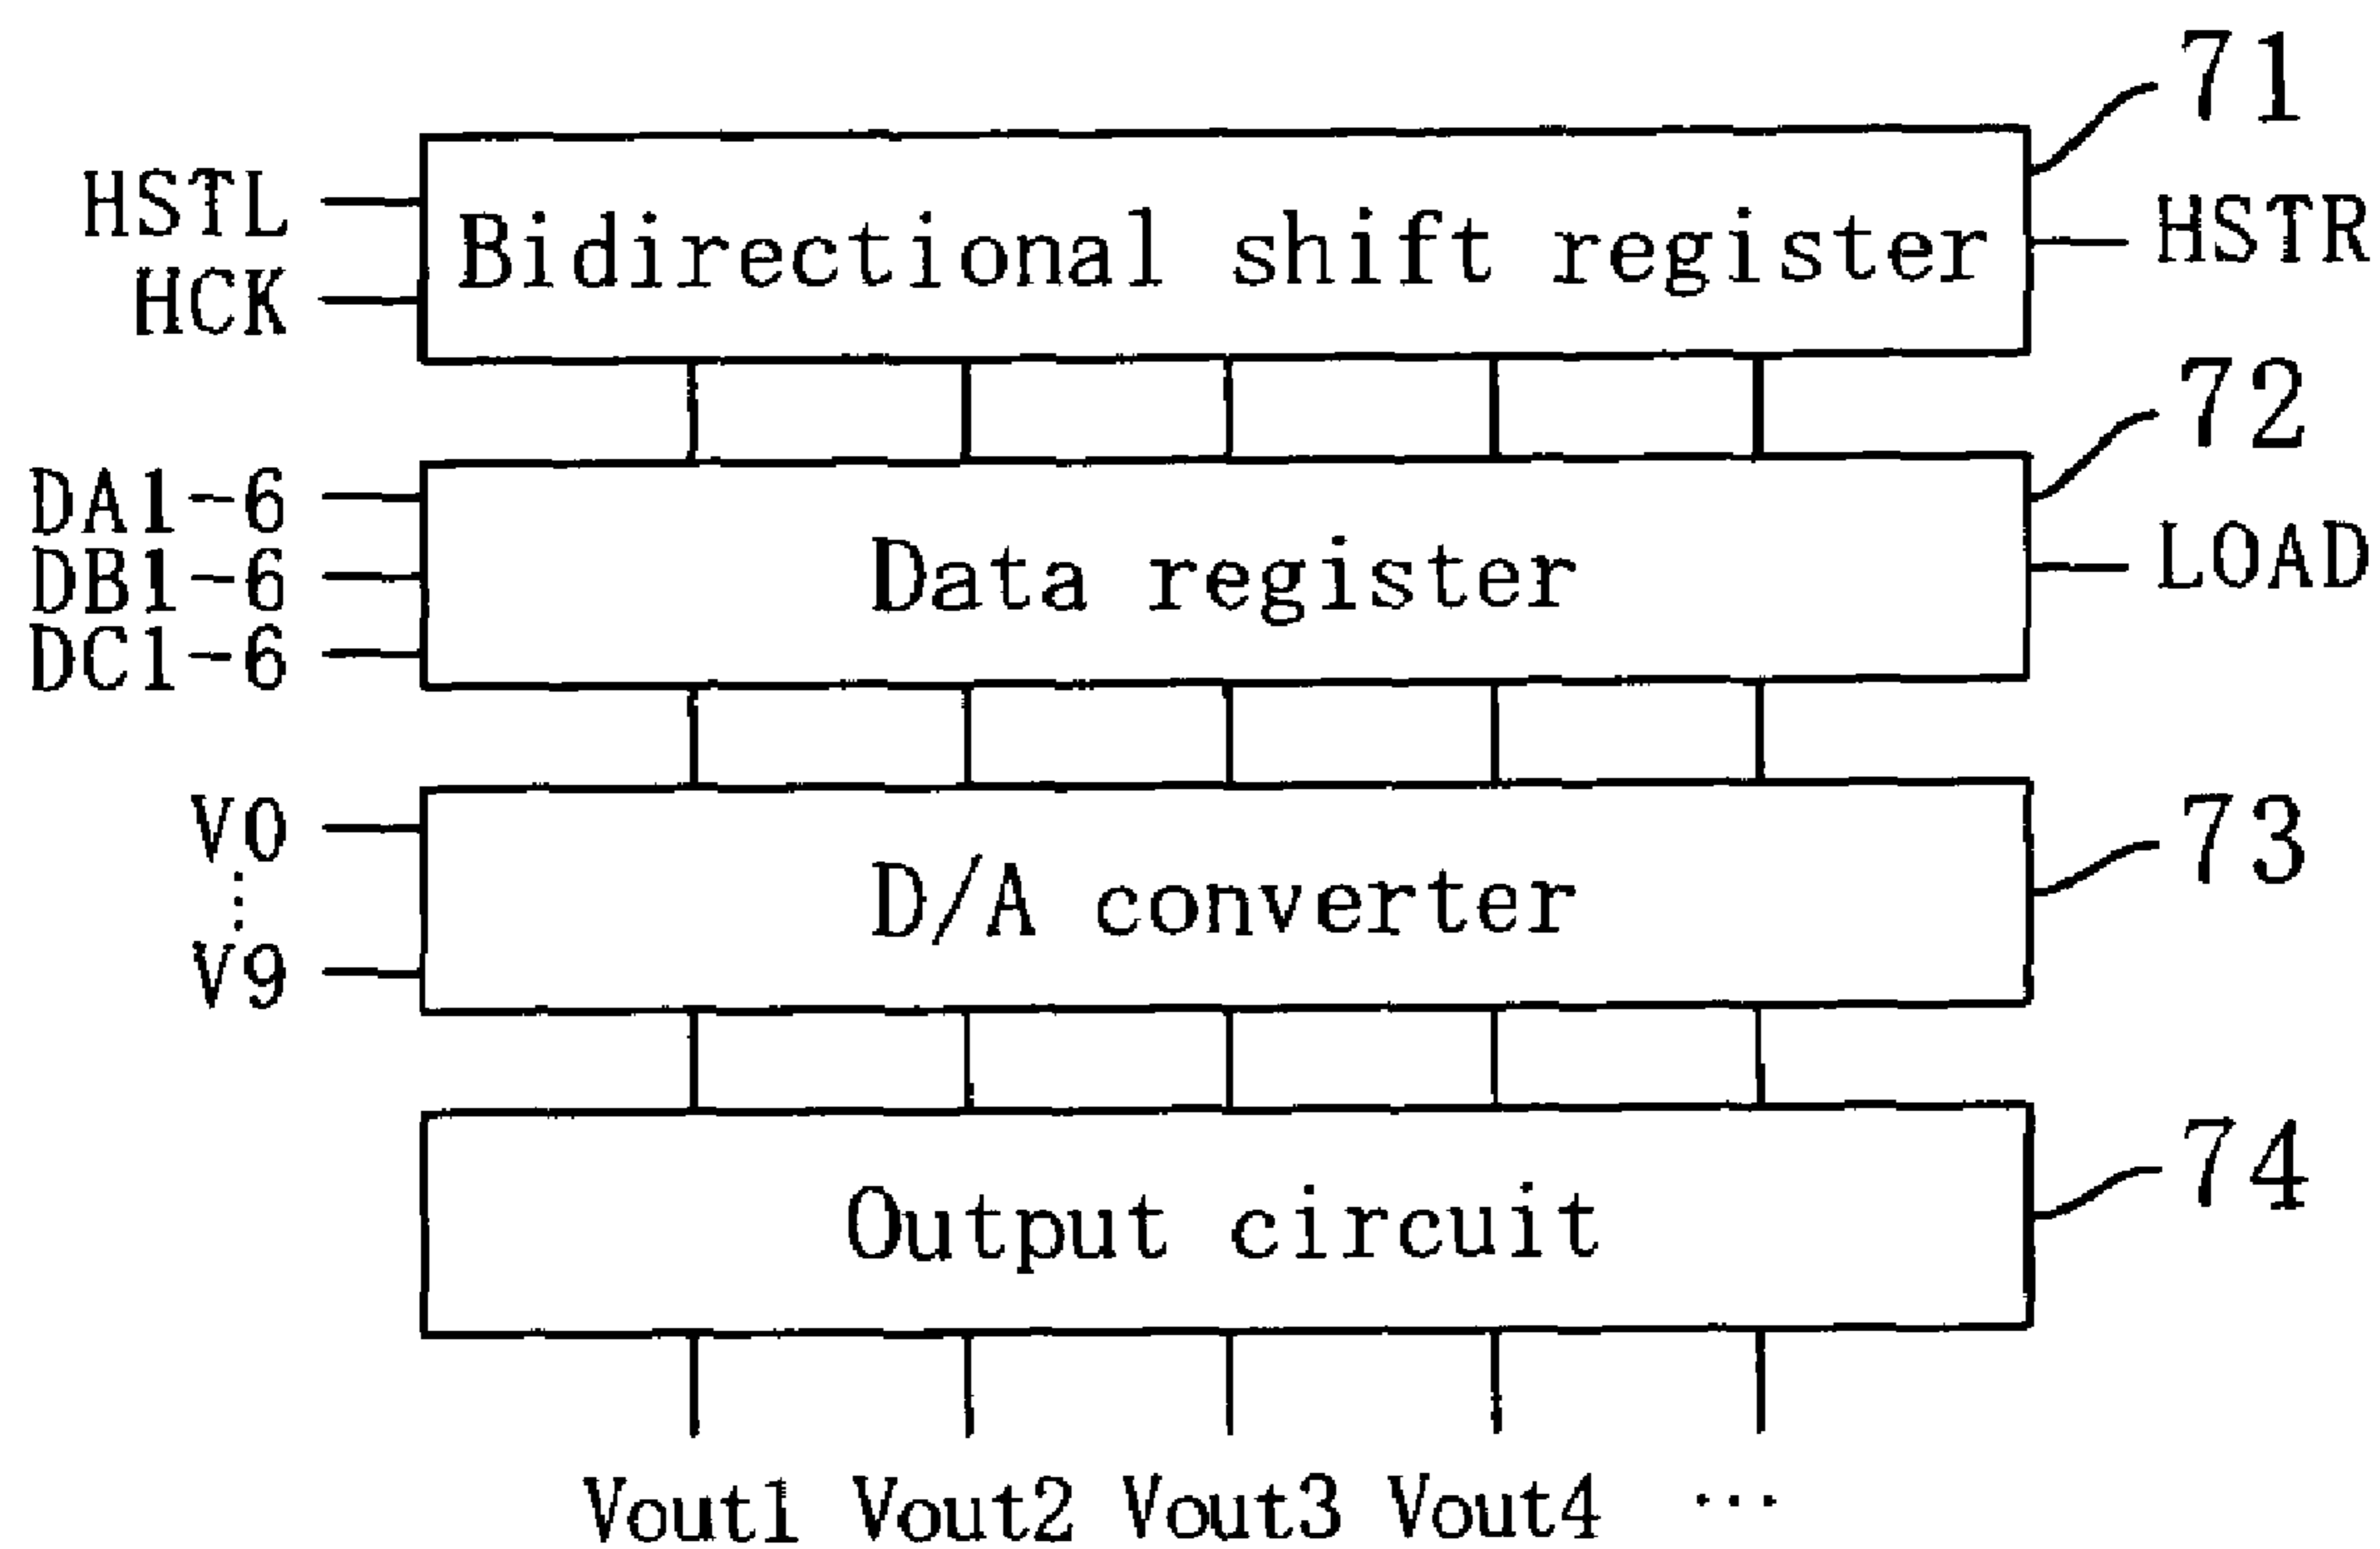 71
HSTL
HCK
Bidirectional shift register
HSTR
72
DA1-6
DB1-6
DC1-6
Data register
LOAD
73
V0
⋮
V9
D/A converter
74
Output circuit
Vout1 Vout2 Vout3 Vout4 ...